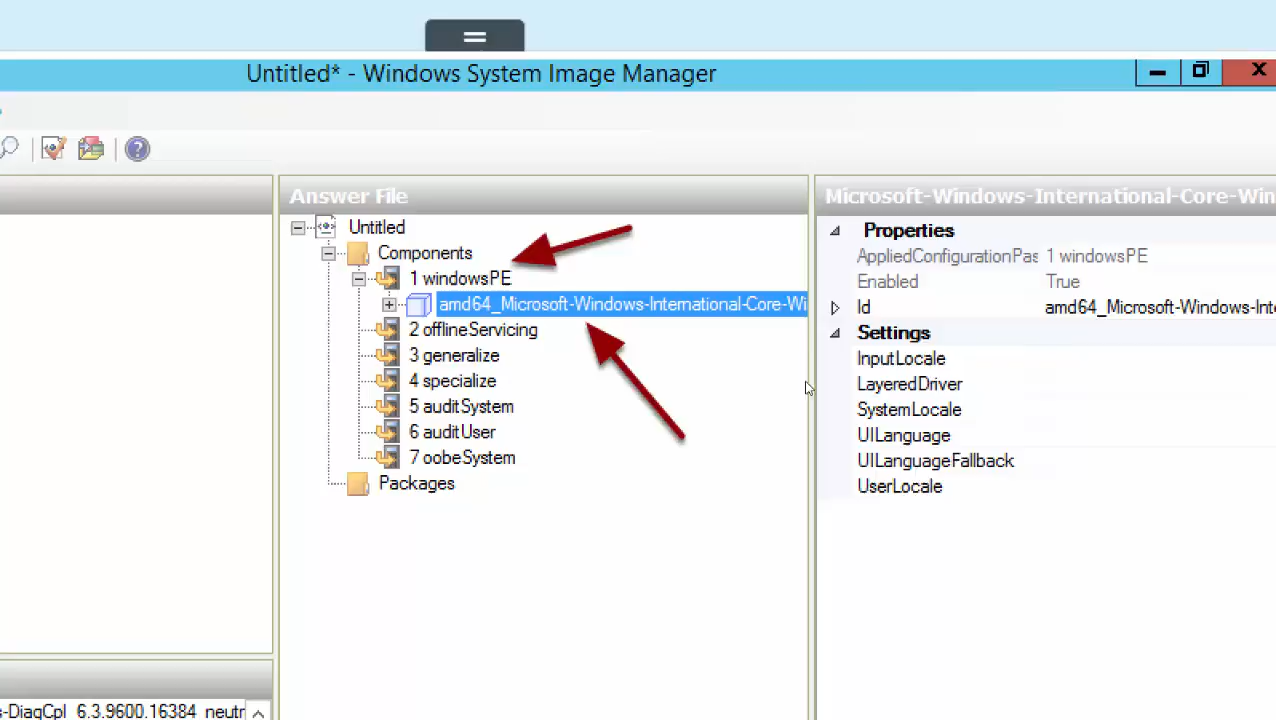 Untitled* - Windows System Image Manager
Answer File
Untitled
Components
1 windowsPE
amd64_Microsoft-Windows-International-Core-Wi
2 offlineServicing
3 generalize
4 specialize
5 auditSystem
6 auditUser
7 oobeSystem
Packages
Microsoft-Windows-International-Core-Win
Properties
AppliedConfigurationPas 1 windowsPE
Enabled True
Id amd64_Microsoft-Windows-Inte
Settings
InputLocale
LayeredDriver
SystemLocale
UILanguage
UILanguageFallback
UserLocale
s-DiagCpl_6.3.9600.16384_neutr